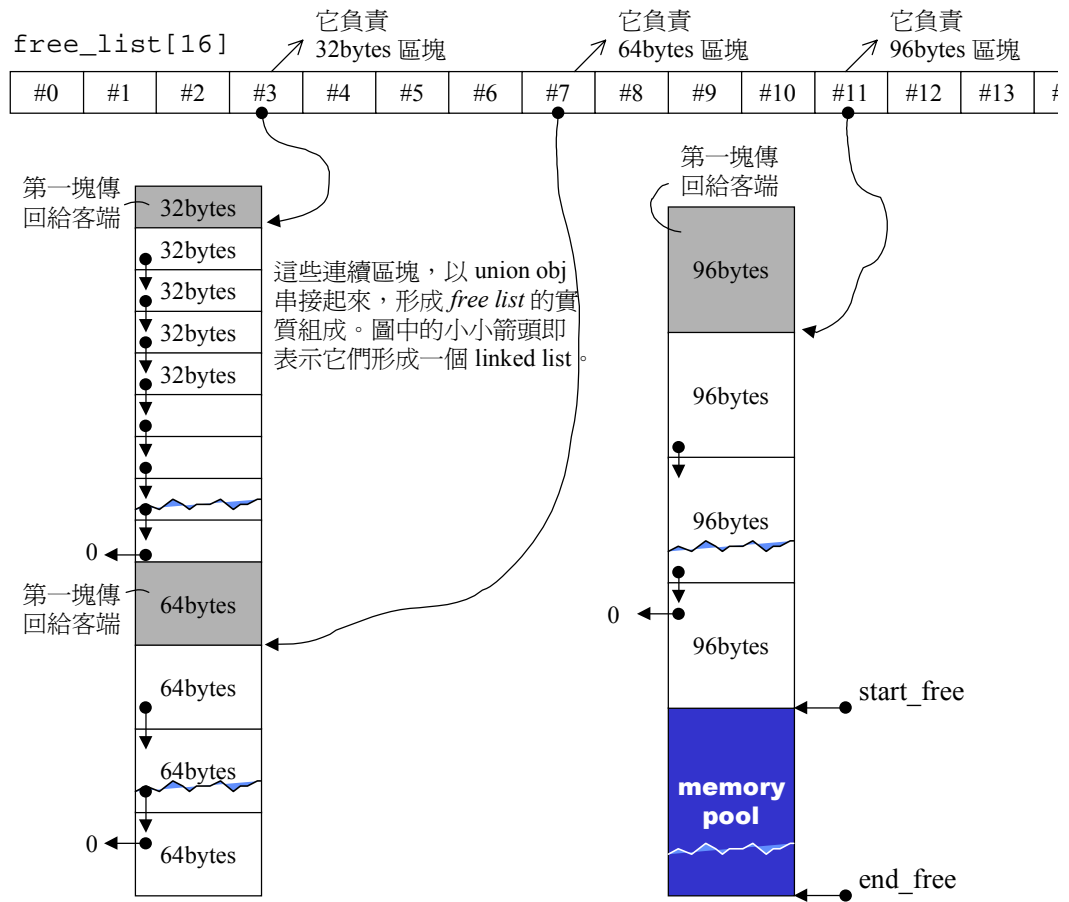 free_list[16]
它負責
32bytes 區塊
它負責
64bytes 區塊
它負責
96bytes 區塊
#0 #1 #2 #3 #4 #5 #6 #7 #8 #9 #10 #11 #12 #13 #
第一塊傳
回給客端
32bytes
32bytes
32bytes
32bytes
32bytes
0
這些連續區塊，以 union obj
串接起來，形成 free list 的實
質組成。圖中的小小箭頭即
表示它們形成一個 linked list。
第一塊傳
回給客端
64bytes
64bytes
64bytes
0
64bytes
第一塊傳
回給客端
96bytes
96bytes
96bytes
0
96bytes
start_free
memory
pool
end_free